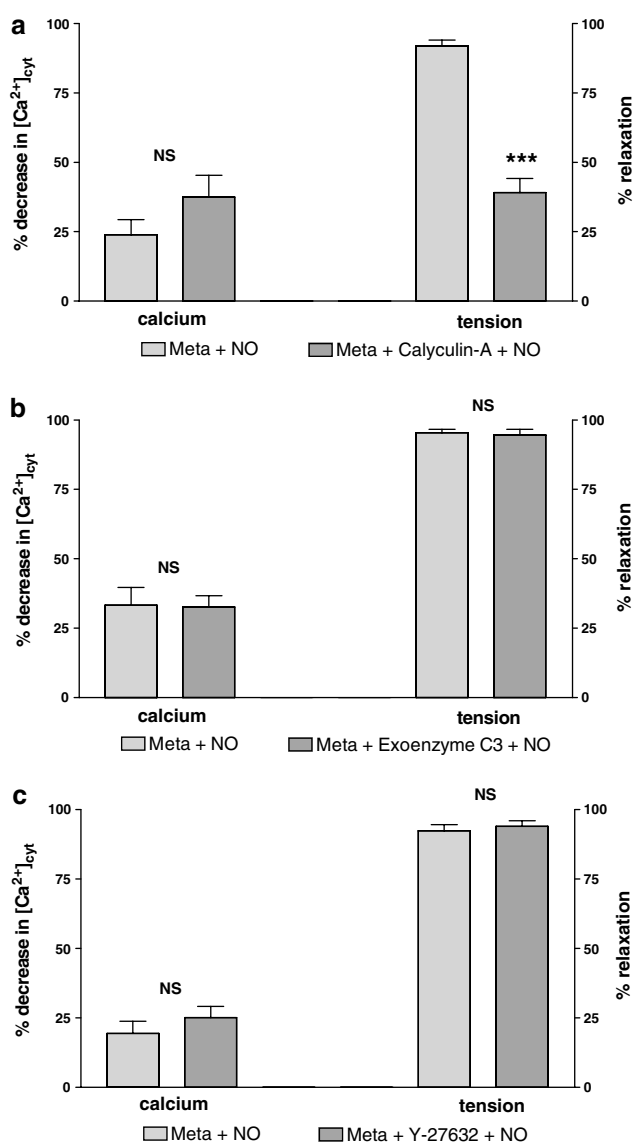 a
% decrease in [Ca²⁺]cyt
% relaxation
100
75
50
25
0
100
75
50
25
0
NS
***
calcium
tension
Meta + NO
Meta + Calyculin-A + NO
b
% decrease in [Ca²⁺]cyt
% relaxation
100
75
50
25
0
100
75
50
25
0
NS
NS
calcium
tension
Meta + NO
Meta + Exoenzyme C3 + NO
c
% decrease in [Ca²⁺]cyt
% relaxation
100
75
50
25
0
100
75
50
25
0
NS
NS
calcium
tension
Meta + NO
Meta + Y-27632 + NO